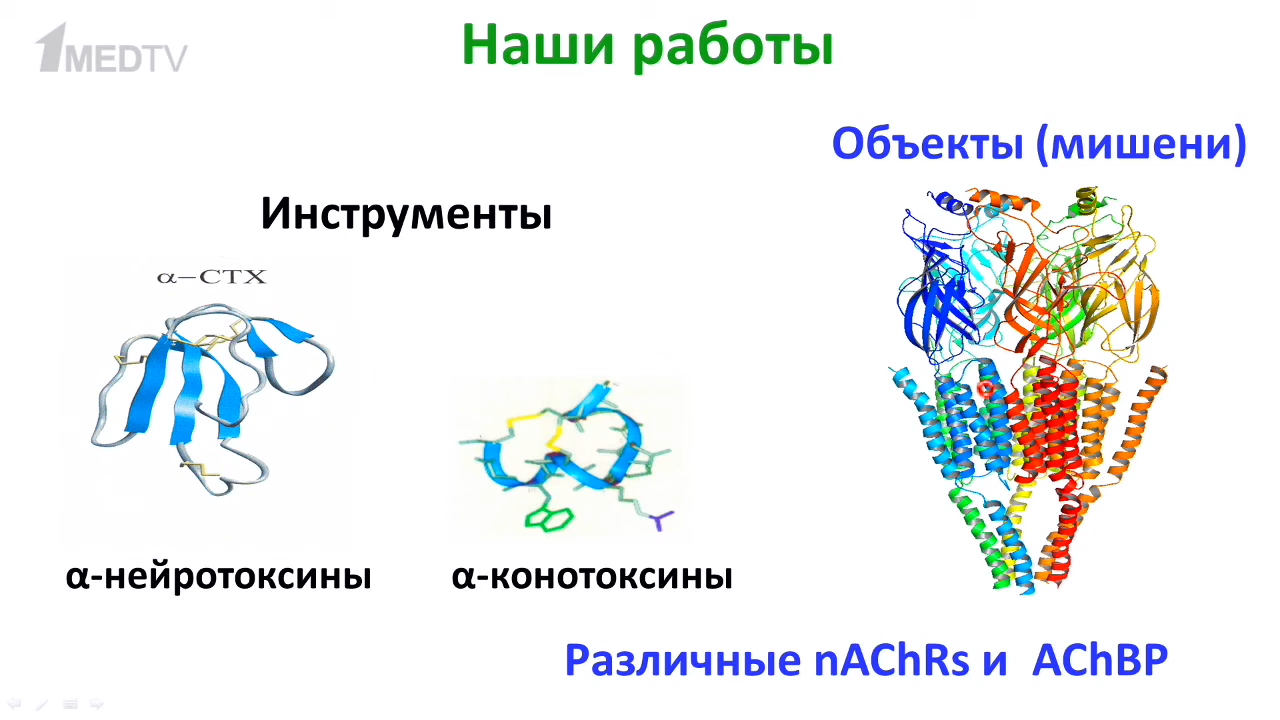 1MEDTV
Наши работы
Объекты (мишени)
Инструменты
α-CTX
α-нейротоксины
α-конотоксины
Различные nAChRs и AChBP